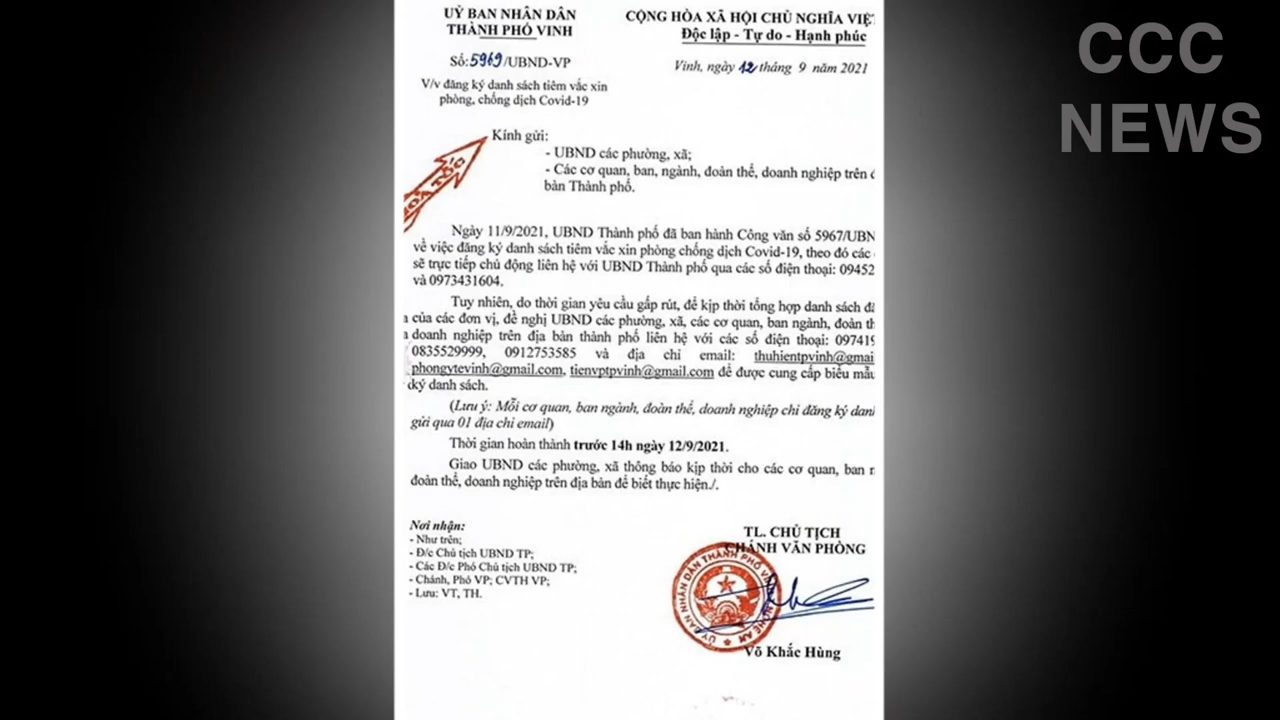 UỶ BAN NHÂN DÂN
THÀNH PHỐ VINH
CỘNG HÒA XÃ HỘI CHỦ NGHĨA VIỆT
Độc lập - Tự do - Hạnh phúc
Số:5969/UBND-VP
Vinh, ngày 12 tháng 9 năm 2021
V/v đăng ký danh sách tiêm vắc xin
phòng, chống dịch Covid-19
CCC
NEWS
HỎA TỐC
Kính gửi:
- UBND các phường, xã;
- Các cơ quan, ban, ngành, đoàn thể, doanh nghiệp trên
bàn Thành phố.
Ngày 11/9/2021, UBND Thành phố đã ban hành Công văn số 5967/UBN
về việc đăng ký danh sách tiêm vắc xin phòng chống dịch Covid-19, theo đó các
sẽ trực tiếp chủ động liên hệ với UBND Thành phố qua các số điện thoại: 09452
và 0973431604.
Tuy nhiên, do thời gian yêu cầu gấp rút, để kịp thời tổng hợp danh sách
của các đơn vị, đề nghị UBND các phường, xã, các cơ quan, ban ngành, đoàn
doanh nghiệp trên địa bàn thành phố liên hệ với các số điện thoại: 097419
0835529999, 0912753585 và địa chỉ email: thuhientpvinh@gmai
phongytevinh@gmail.com, tienvptpvinh@gmail.com để được cung cấp biểu mẫu
ký danh sách.
(Lưu ý: Mỗi cơ quan, ban ngành, đoàn thể, doanh nghiệp chỉ đăng ký danh
gửi qua 01 địa chỉ email)
Thời gian hoàn thành trước 14h ngày 12/9/2021.
Giao UBND các phường, xã thông báo kịp thời cho các cơ quan, ban
đoàn thể, doanh nghiệp trên địa bàn để biết thực hiện./.
Nơi nhận:
- Như trên;
- Đ/c Chủ tịch UBND TP;
- Các Đ/c Phó Chủ tịch UBND TP;
- Chánh, Phó VP; CVTH VP;
- Lưu: VT, TH.
TL. CHỦ TỊCH
CHÁNH VĂN PHÒNG
ỦY BAN NHÂN DÂN THÀNH PHỐ VINH
NGHỆ AN
Võ Khắc Hùng